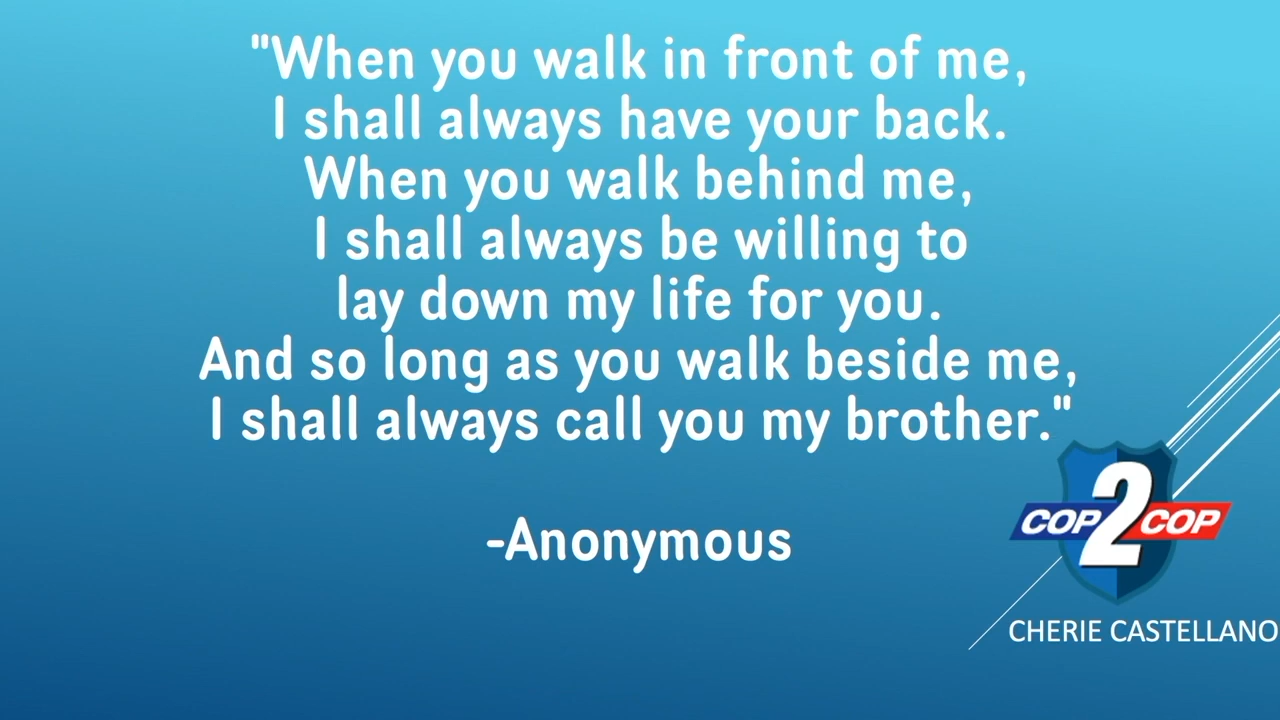 "When you walk in front of me,
I shall always have your back.
When you walk behind me,
I shall always be willing to
lay down my life for you.
And so long as you walk beside me,
I shall always call you my brother."
-Anonymous
COP 2 COP
CHERIE CASTELLANO